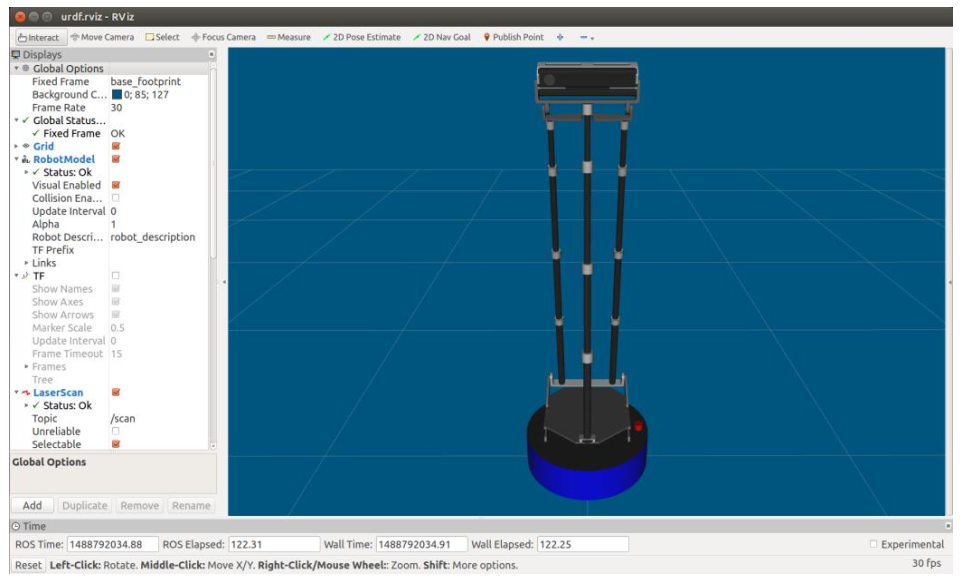 urdf.rviz - RViz
Interact Move Camera Select Focus Camera Measure 2D Pose Estimate 2D Nav Goal Publish Point
Displays
Global Options
Fixed Frame base_footprint
Background C... 0; 85; 127
Frame Rate 30
Global Status...
Fixed Frame OK
Grid
RobotModel
Status: Ok
Visual Enabled
Collision Ena...
Update Interval 0
Alpha 1
Robot Descri... robot_description
TF Prefix
Links
TF
Show Names
Show Axes
Show Arrows
Marker Scale 0.5
Update Interval 0
Frame Timeout 15
Frames
Tree
LaserScan
Status: Ok
Topic /scan
Unreliable
Selectable
Global Options
Add Duplicate Remove Rename
Time
ROS Time: 1488792034.88 ROS Elapsed: 122.31 Wall Time: 1488792034.91 Wall Elapsed: 122.25 Experimental
Reset Left-Click: Rotate. Middle-Click: Move X/Y. Right-Click/Mouse Wheel:: Zoom. Shift: More options. 30 fps